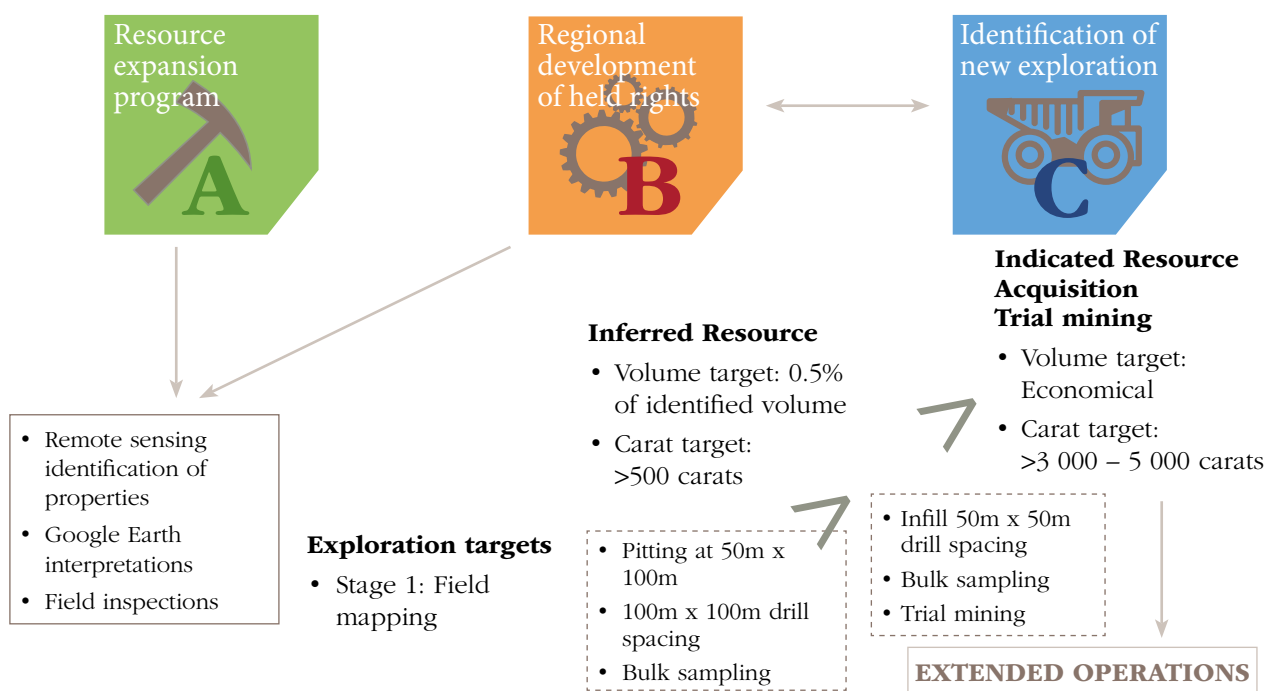 Resource
expansion
program
A
Regional
development
of held rights
B
Identification of
new exploration
C
• Remote sensing
identification of
properties
• Google Earth
interpretations
• Field inspections
Exploration targets
• Stage 1: Field
mapping
Inferred Resource
• Volume target: 0.5%
of identified volume
• Carat target:
>500 carats
• Pitting at 50m x
100m
• 100m x 100m drill
spacing
• Bulk sampling
Indicated Resource
Acquisition
Trial mining
• Volume target:
Economical
• Carat target:
>3 000 – 5 000 carats
• Infill 50m x 50m
drill spacing
• Bulk sampling
• Trial mining
EXTENDED OPERATIONS